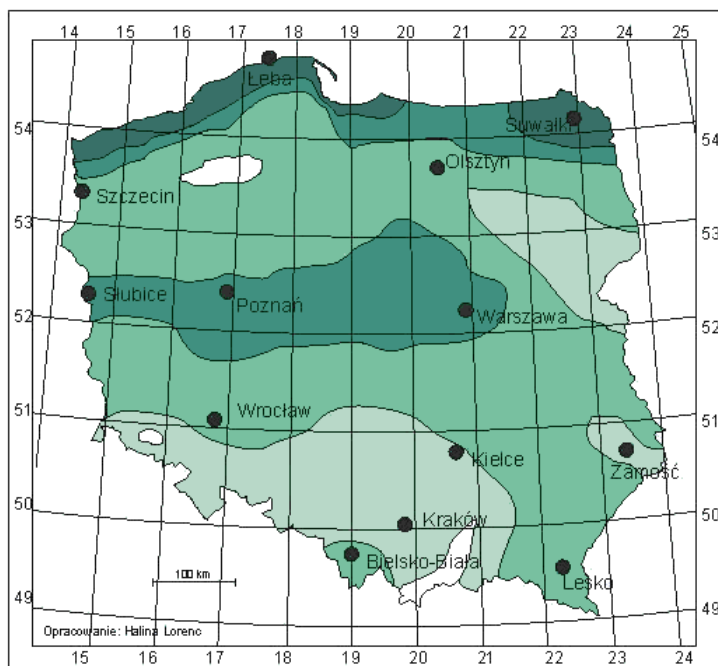 14 15 16 17 18 19 20 21 22 23 24 25
Łeba
54 Suwałki 54
Olsztyn
Szczecin
53 53
Słubice Poznań Warszawa
52 52
Wrocław
51 51
Kielce Zamość
50 Kraków 50
Bielsko-Biała Lesko
100 km
49 49
Opracowanie: Halina Lorenc
15 16 17 18 19 20 21 22 23 24